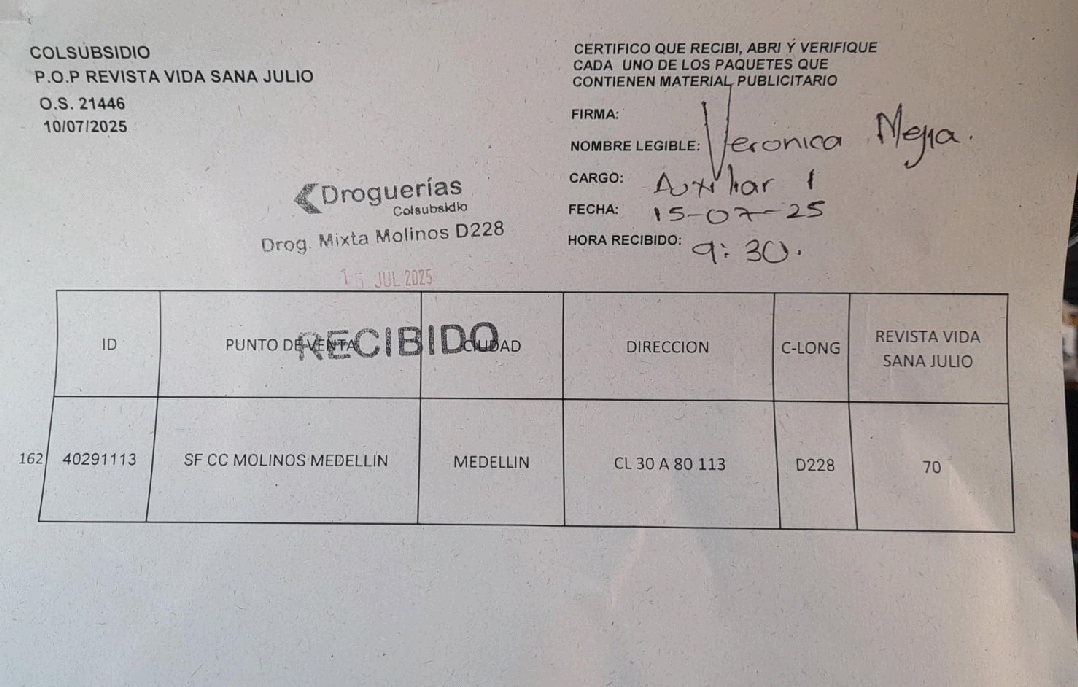 COLSUBSIDIO
P.O.P REVISTA VIDA SANA JULIO
O.S. 21446
10/07/2025
CERTIFICO QUE RECIBI, ABRI Y VERIFIQUE
CADA UNO DE LOS PAQUETES QUE
CONTIENEN MATERIAL PUBLICITARIO
FIRMA:
NOMBRE LEGIBLE: Veronica Mejia.
CARGO: Auxiliar 1
FECHA: 15-07-25
HORA RECIBIDO: 9:30.
Droguerías
Colsubsidio
Drog. Mixta Molinos D228
JUL 2025
RECIBIDO
ID PUNTO DE VENTA CIUDAD DIRECCION C-LONG REVISTA VIDA
SANA JULIO
162 40291113 SF CC MOLINOS MEDELLIN MEDELLIN CL 30 A 80 113 D228 70